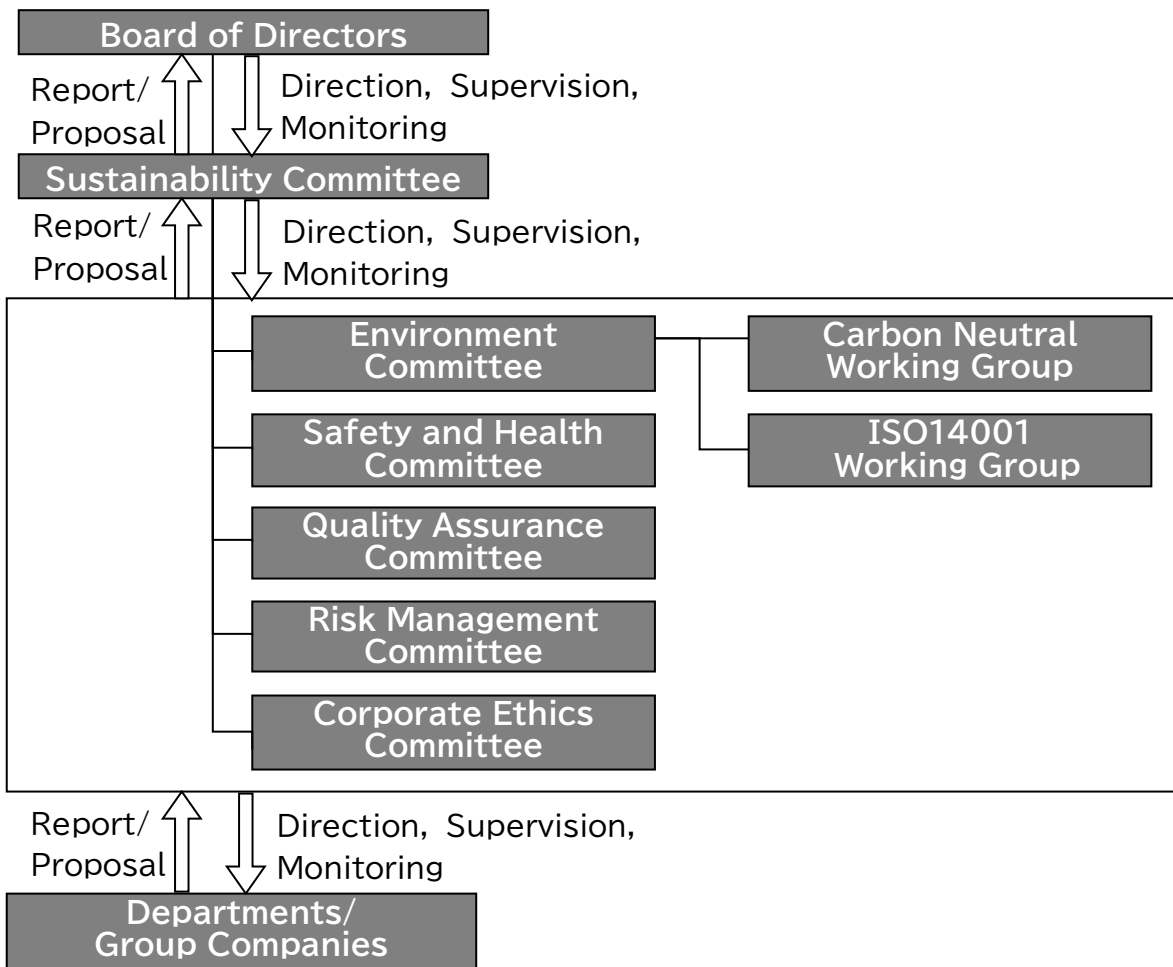 Board of Directors
Report/
Proposal
Direction, Supervision,
Monitoring
Sustainability Committee
Report/
Proposal
Direction, Supervision,
Monitoring
Environment
Committee
Carbon Neutral
Working Group
Safety and Health
Committee
ISO14001
Working Group
Quality Assurance
Committee
Risk Management
Committee
Corporate Ethics
Committee
Report/
Proposal
Direction, Supervision,
Monitoring
Departments/
Group Companies